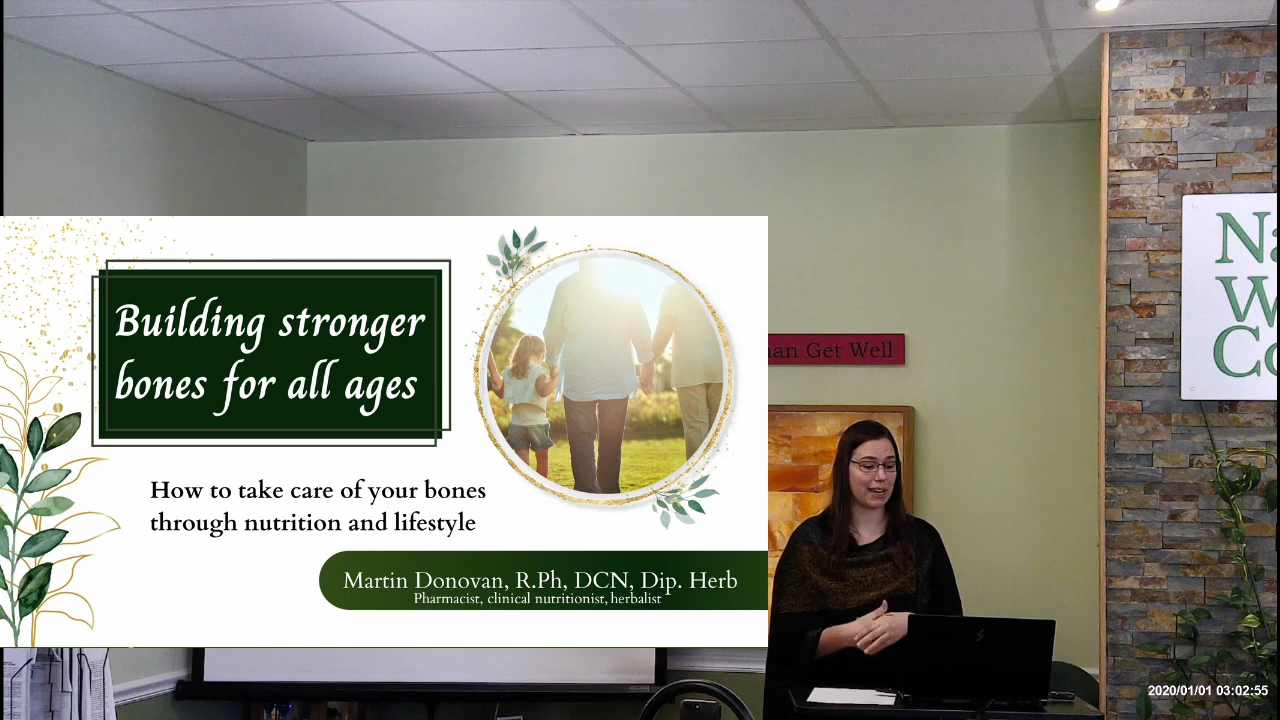 Building stronger
bones for all ages
How to take care of your bones
through nutrition and lifestyle
Martin Donovan, R.Ph, DCN, Dip. Herb
Pharmacist, clinical nutritionist, herbalist
Get Well
2020/01/01 03:02:55